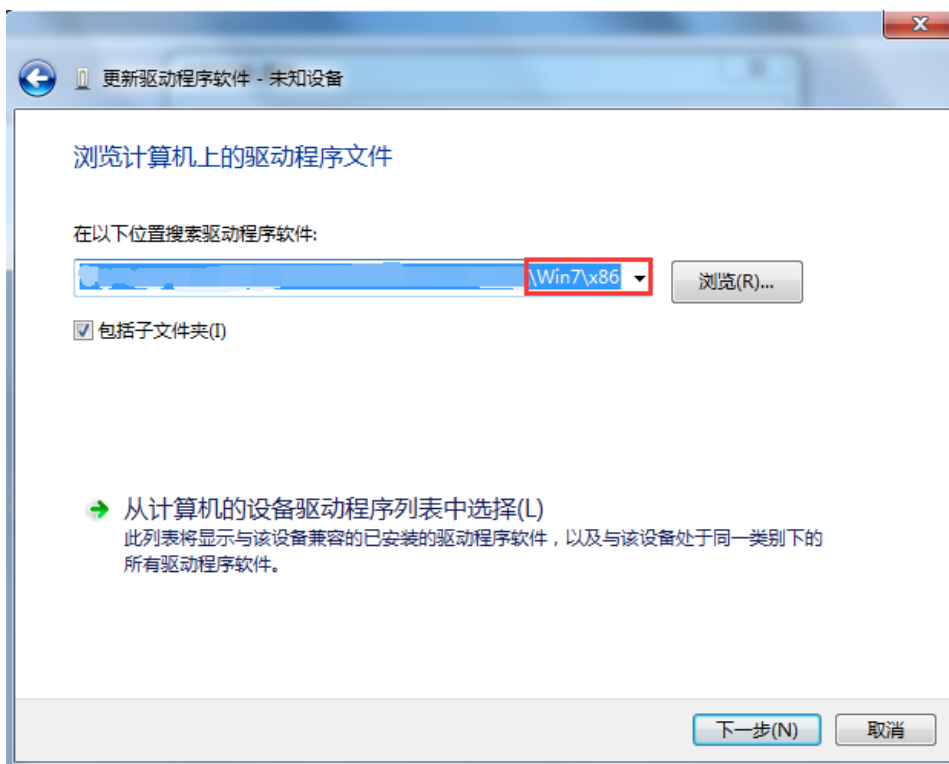 更新驱动程序软件 - 未知设备
浏览计算机上的驱动程序文件
在以下位置搜索驱动程序软件:
\Win7\x86
浏览(R)...
包括子文件夹(I)
从计算机的设备驱动程序列表中选择(L)
此列表将显示与该设备兼容的已安装的驱动程序软件，以及与该设备处于同一类别下的
所有驱动程序软件。
下一步(N)
取消